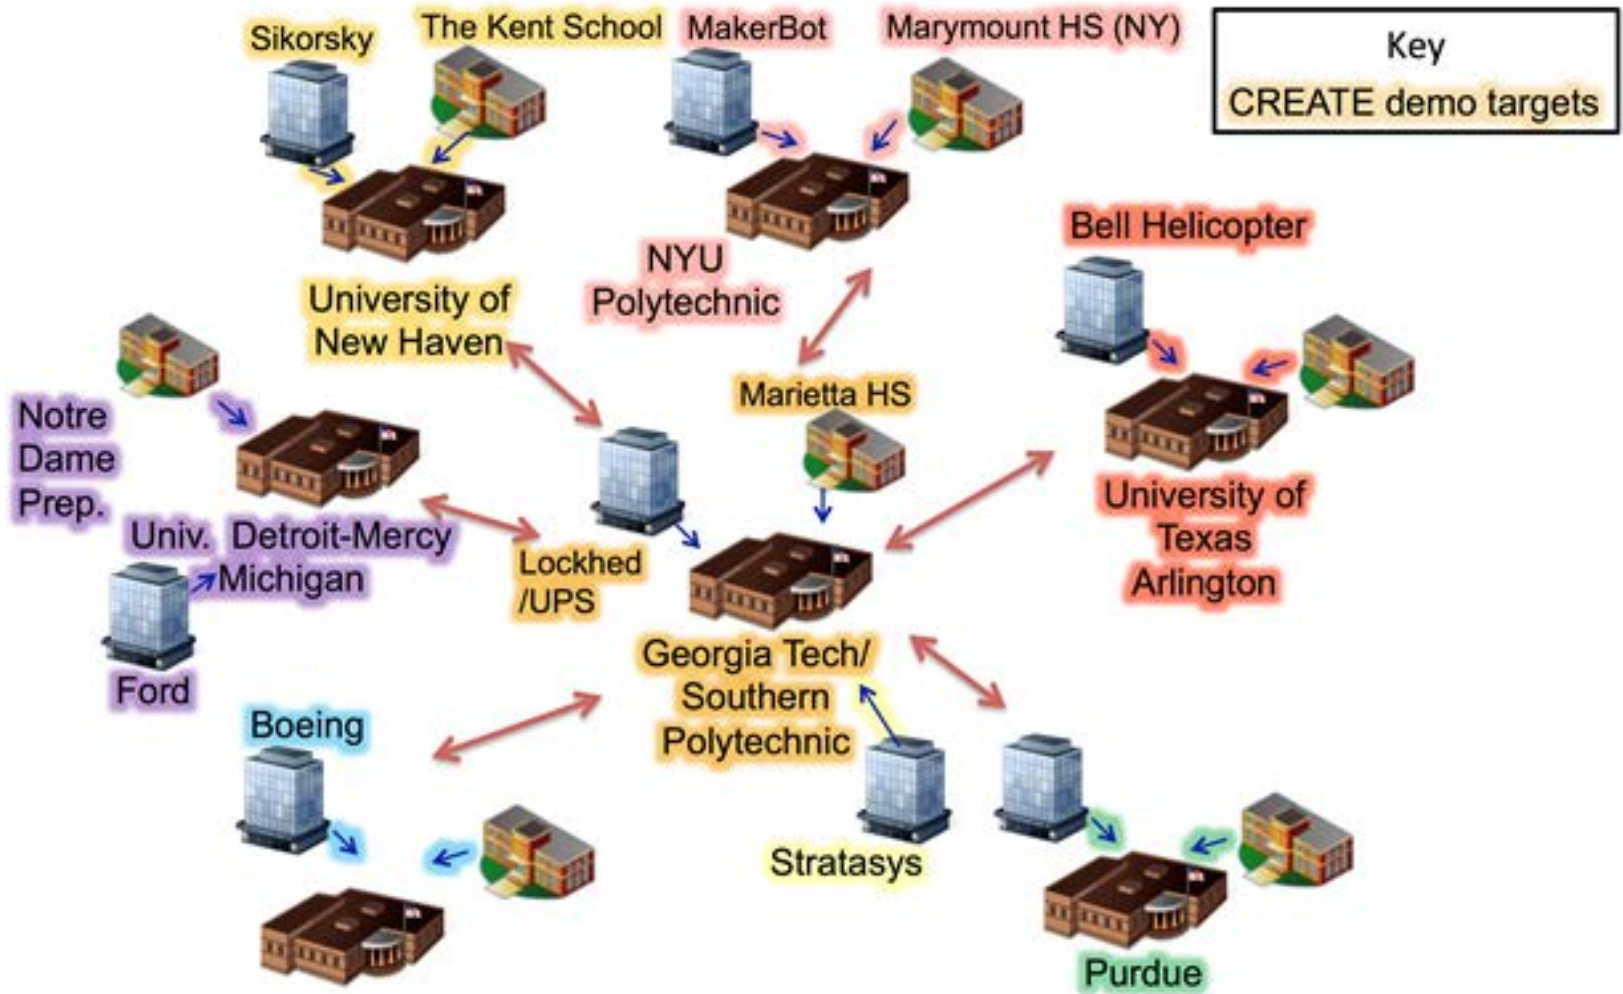 Sikorsky
The Kent School
MakerBot
Marymount HS (NY)
Key
CREATE demo targets
University of
New Haven
NYU
Polytechnic
Bell Helicopter
Marietta HS
Notre
Dame
Prep.
Univ. Detroit-Mercy
Michigan
Ford
Lockhed
/UPS
University of
Texas
Arlington
Georgia Tech/
Southern
Polytechnic
Boeing
Stratasys
Purdue